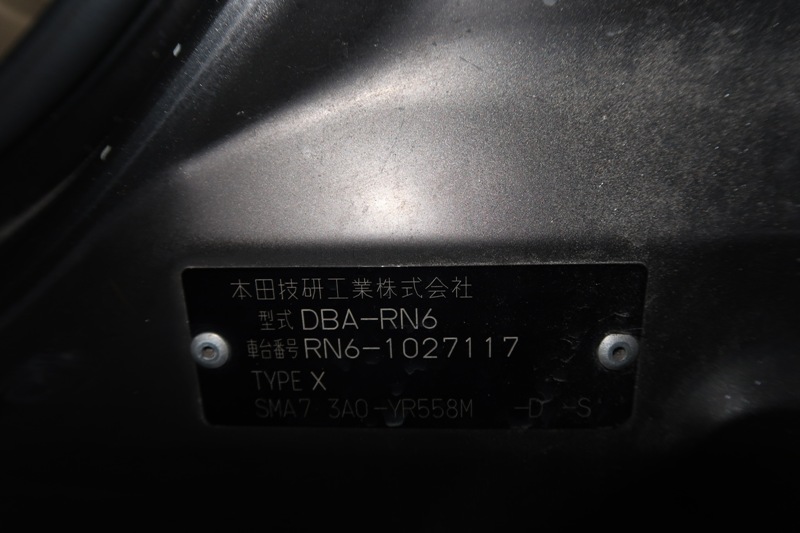 本田技研工業株式会社
型式 DBA-RN6
車台番号 RN6-1027117
TYPE X
SMA7 3A0-YR558M -D -S